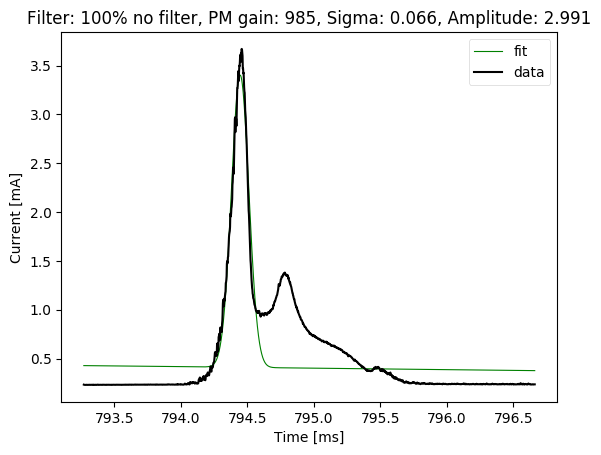 Filter: 100% no filter, PM gain: 985, Sigma: 0.066, Amplitude: 2.991
fit
data
Current [mA]
3.5
3.0
2.5
2.0
1.5
1.0
0.5
793.5 794.0 794.5 795.0 795.5 796.0 796.5
Time [ms]